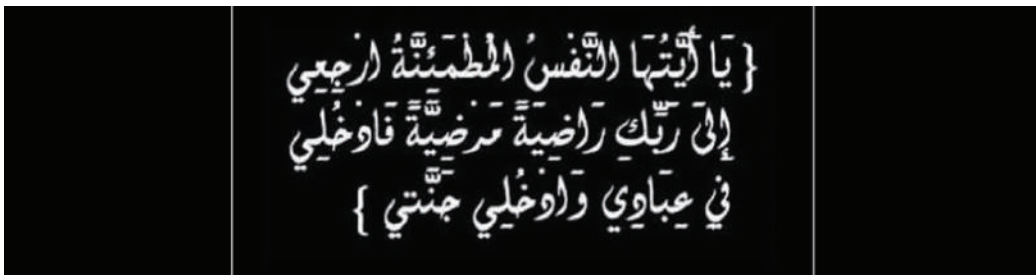 { يَا أَيَّتُهَا النَّفْسُ الْمُطْمَئِنَّةُ ارْجِعِي
إِلَىٰ رَبِّكِ رَاضِيَةً مَرْضِيَّةً فَادْخُلِي
فِي عِبَادِي وَادْخُلِي جَنَّتِي }